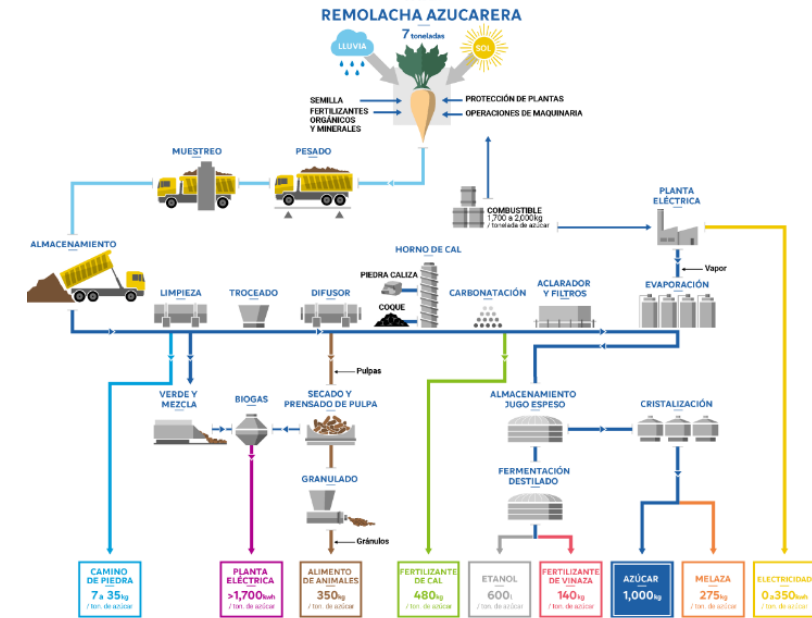 REMOLACHA AZUCARERA
7 toneladas
LLUVIA
SOL
SEMILLA
FERTILIZANTES
ORGÁNICOS
Y MINERALES
PROTECCIÓN DE PLANTAS
OPERACIONES DE MAQUINARIA
MUESTREO
PESADO
COMBUSTIBLE
1,700 a 2,000kg
/ tonelada de azúcar
PLANTA
ELÉCTRICA
Vapor
ALMACENAMIENTO
HORNO DE CAL
PIEDRA CALIZA
COQUE
LIMPIEZA
TROCEADO
DIFUSOR
CARBONATACIÓN
ACLARADOR
Y FILTROS
EVAPORACIÓN
Pulpas
VERDE Y
MEZCLA
BIOGAS
SECADO Y
PRENSADO DE PULPA
ALMACENAMIENTO
JUGO ESPESO
CRISTALIZACIÓN
GRANULADO
FERMENTACIÓN
DESTILADO
Gránulos
CAMINO
DE PIEDRA
7 a 35kg
/ ton. de azúcar
PLANTA
ELÉCTRICA
>1,700kwh
/ ton. de azúcar
ALIMENTO
DE ANIMALES
350kg
/ ton. de azúcar
FERTILIZANTE
DE CAL
480kg
/ ton. de azúcar
ETANOL
600L
/ ton. de azúcar
FERTILIZANTE
DE VINAZA
140kg
/ ton. de azúcar
AZÚCAR
1,000kg
MELAZA
275kg
/ ton. de azúcar
ELECTRICIDAD
0 a 350kwh
/ ton. de azúcar